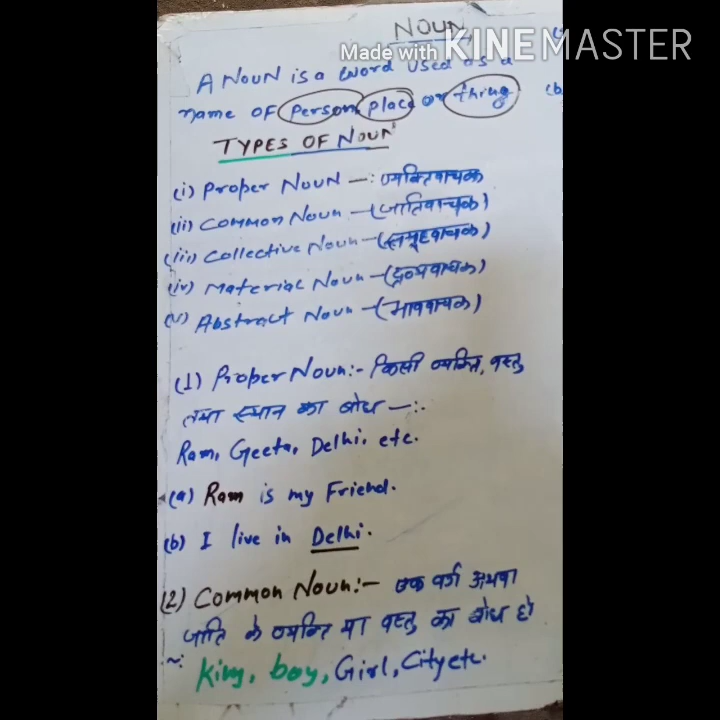 NOUN
Made with KINEMASTER
A NOUN is a word used as a
name of person place or thing
TYPES OF NOUN
(i) Proper NOUN —: व्यक्तिवाचक
(ii) Common Noun —(जातिवाचक)
(iii) Collective Noun —(समूहवाचक)
(iv) Material Noun —(द्रव्यवाचक)
(v) Abstract Noun —(भाववाचक)
(1) Proper Noun:- किसी व्यक्ति, वस्तु
तथा स्थान का बोध —:-
Ram, Geeta, Delhi, etc.
(a) Ram is my Friend.
(b) I live in Delhi.
(2) Common Noun:- एक वर्ग अथवा
जाति के व्यक्ति या वस्तु का बोध हो
~: King, boy, Girl, City etc.